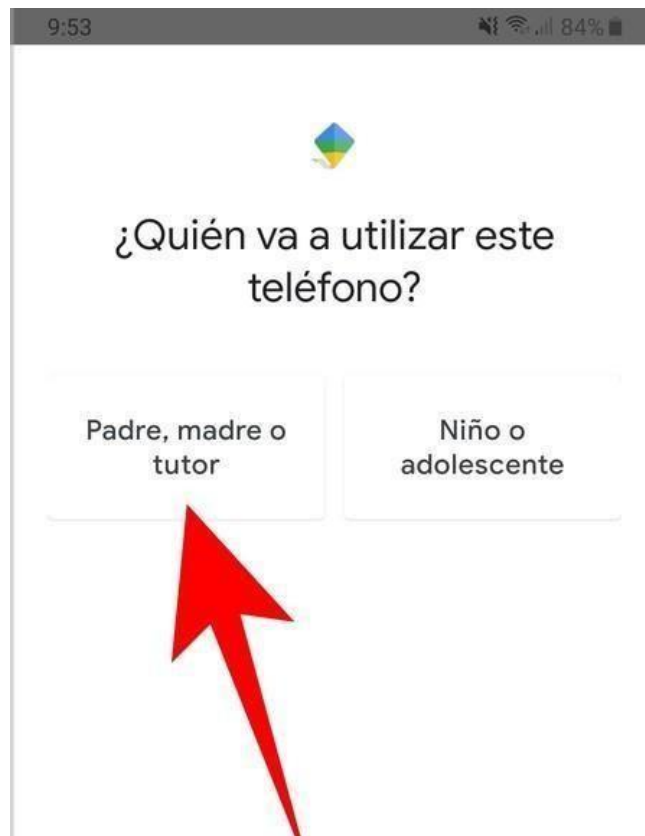 9:53
84%
¿Quién va a utilizar este
teléfono?
Padre, madre o
tutor
Niño o
adolescente